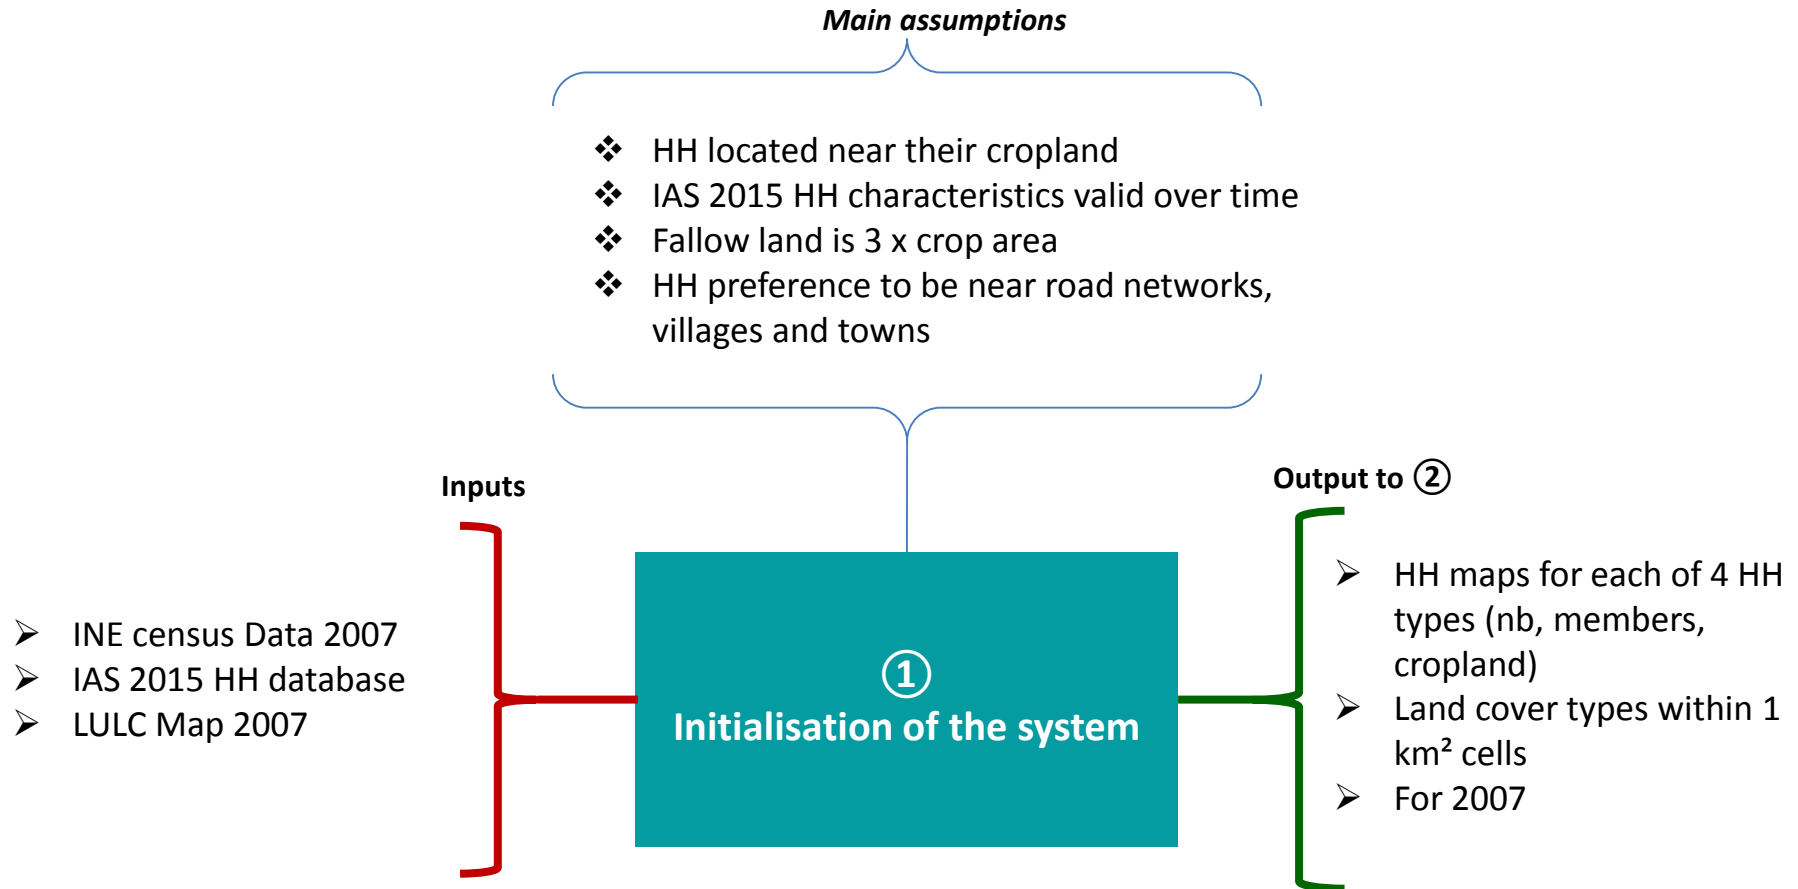 Main assumptions
❖ HH located near their cropland
❖ IAS 2015 HH characteristics valid over time
❖ Fallow land is 3 x crop area
❖ HH preference to be near road networks,
villages and towns
Inputs
➢ INE census Data 2007
➢ IAS 2015 HH database
➢ LULC Map 2007
①
Initialisation of the system
Output to ②
➢ HH maps for each of 4 HH
types (nb, members,
cropland)
➢ Land cover types within 1
km² cells
➢ For 2007